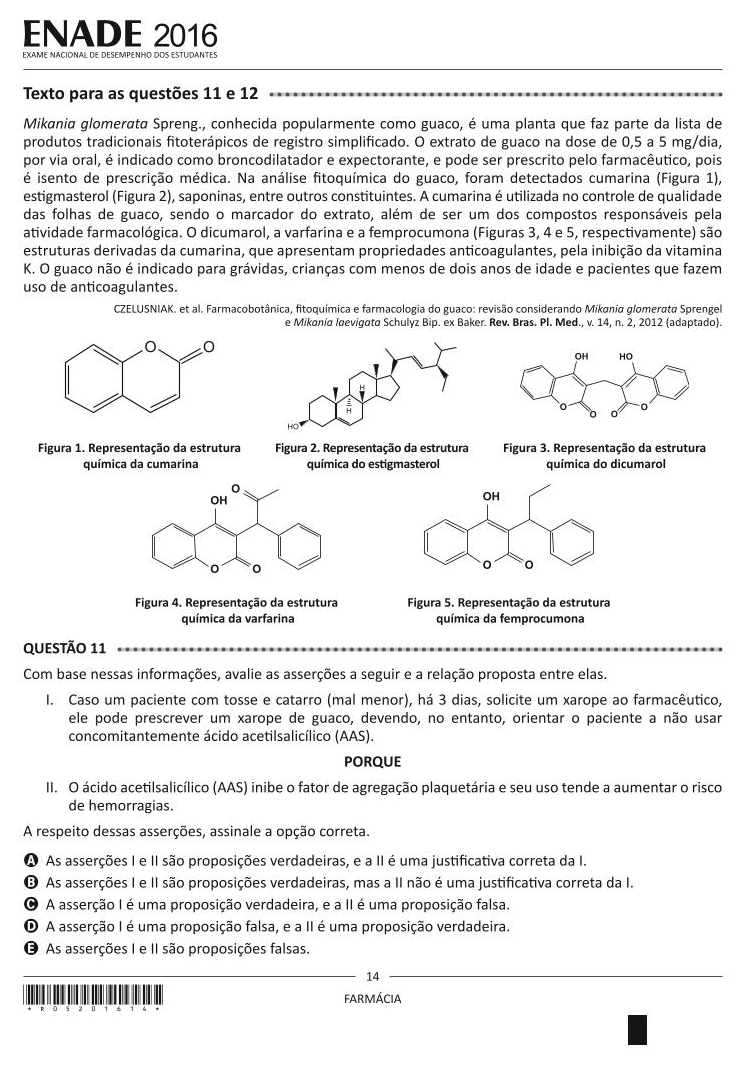 ENADE 2016
EXAME NACIONAL DE DESEMPENHO DOS ESTUDANTES
Texto para as questões 11 e 12
Mikania glomerata Spreng., conhecida popularmente como guaco, é uma planta que faz parte da lista de
produtos tradicionais fitoterápicos de registro simplificado. O extrato de guaco na dose de 0,5 a 5 mg/dia,
por via oral, é indicado como broncodilatador e expectorante, e pode ser prescrito pelo farmacêutico, pois
é isento de prescrição médica. Na análise fitoquímica do guaco, foram detectados cumarina (Figura 1),
estigmasterol (Figura 2), saponinas, entre outros constituintes. A cumarina é utilizada no controle de qualidade
das folhas de guaco, sendo o marcador do extrato, além de ser um dos compostos responsáveis pela
atividade farmacológica. O dicumarol, a varfarina e a femprocumona (Figuras 3, 4 e 5, respectivamente) são
estruturas derivadas da cumarina, que apresentam propriedades anticoagulantes, pela inibição da vitamina
K. O guaco não é indicado para grávidas, crianças com menos de dois anos de idade e pacientes que fazem
uso de anticoagulantes.
CZELUSNIAK. et al. Farmacobotânica, fitoquímica e farmacologia do guaco: revisão considerando Mikania glomerata Sprengel
e Mikania laevigata Schulyz Bip. ex Baker. Rev. Bras. Pl. Med., v. 14, n. 2, 2012 (adaptado).
O O
HO H H
OH HO O O O O
Figura 1. Representação da estrutura
química da cumarina
Figura 2. Representação da estrutura
química do estigmasterol
Figura 3. Representação da estrutura
química do dicumarol
OH O O O
OH O O
Figura 4. Representação da estrutura
química da varfarina
Figura 5. Representação da estrutura
química da femprocumona
QUESTÃO 11
Com base nessas informações, avalie as asserções a seguir e a relação proposta entre elas.
I. Caso um paciente com tosse e catarro (mal menor), há 3 dias, solicite um xarope ao farmacêutico,
ele pode prescrever um xarope de guaco, devendo, no entanto, orientar o paciente a não usar
concomitantemente ácido acetilsalicílico (AAS).
PORQUE
II. O ácido acetilsalicílico (AAS) inibe o fator de agregação plaquetária e seu uso tende a aumentar o risco
de hemorragias.
A respeito dessas asserções, assinale a opção correta.
A As asserções I e II são proposições verdadeiras, e a II é uma justificativa correta da I.
B As asserções I e II são proposições verdadeiras, mas a II não é uma justificativa correta da I.
C A asserção I é uma proposição verdadeira, e a II é uma proposição falsa.
D A asserção I é uma proposição falsa, e a II é uma proposição verdadeira.
E As asserções I e II são proposições falsas.
14
FARMÁCIA
* R 0 5 2 0 1 6 1 4 *